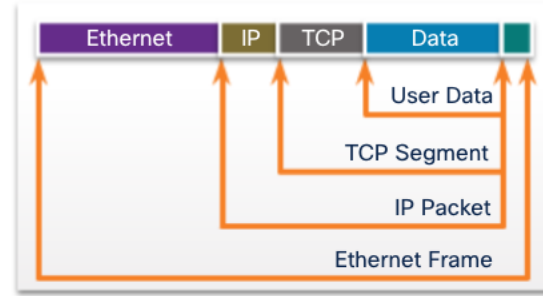 Ethernet IP TCP Data
User Data
TCP Segment
IP Packet
Ethernet Frame